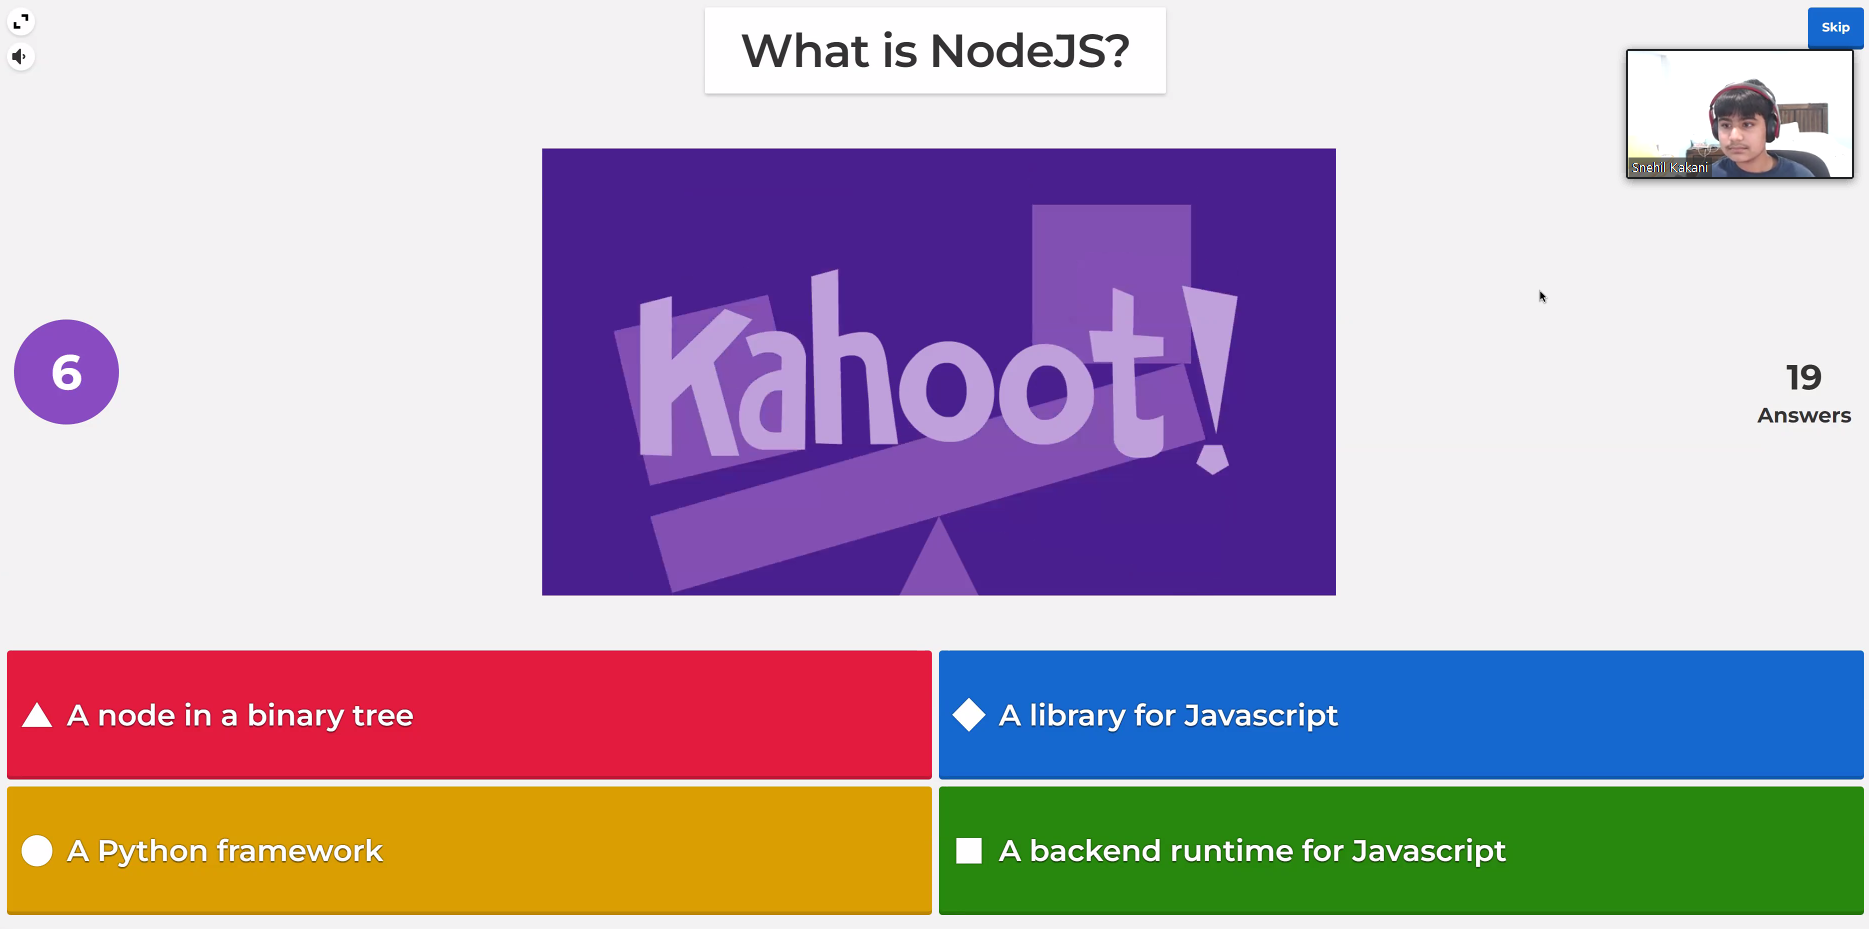 What is NodeJS?
Skip
Snehil Kakani
Kahoot!
6
19
Answers
A node in a binary tree
A library for Javascript
A Python framework
A backend runtime for Javascript